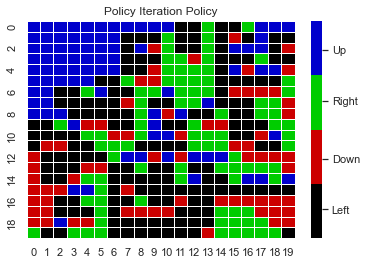 Policy Iteration Policy
0
2
4
6
8
10
12
14
16
18
0 1 2 3 4 5 6 7 8 9 10 11 12 13 14 15 16 17 18 19
Up
Right
Down
Left